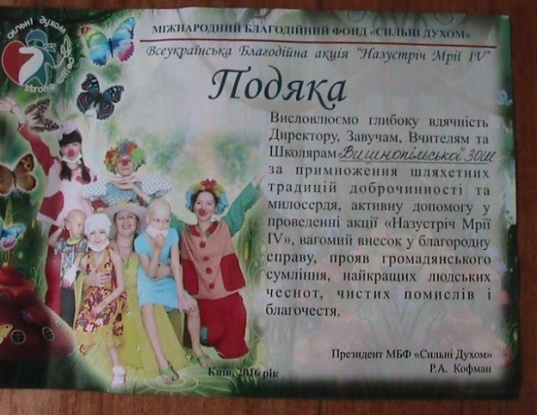 сильні духом
strong spirit
МІЖНАРОДНИЙ БЛАГОДІЙНИЙ ФОНД «СИЛЬНІ ДУХОМ»
Всеукраїнська Благодійна акція "Назустріч Мрії IV"
Подяка
Висловлюємо глибоку вдячність
Директору, Завучам, Вчителям та
Школярам Вишнопільської ЗОШ
за примноження шляхетних
традицій доброчинності та
милосердя, активну допомогу у
проведенні акції «Назустріч Мрії
IV», вагомий внесок у благородну
справу, прояв громадянського
сумління, найкращих людських
чеснот, чистих помислів і
благочестя.
Президент МБФ «Сильні Духом»
Р.А. Кофман
Київ, 2016 рік